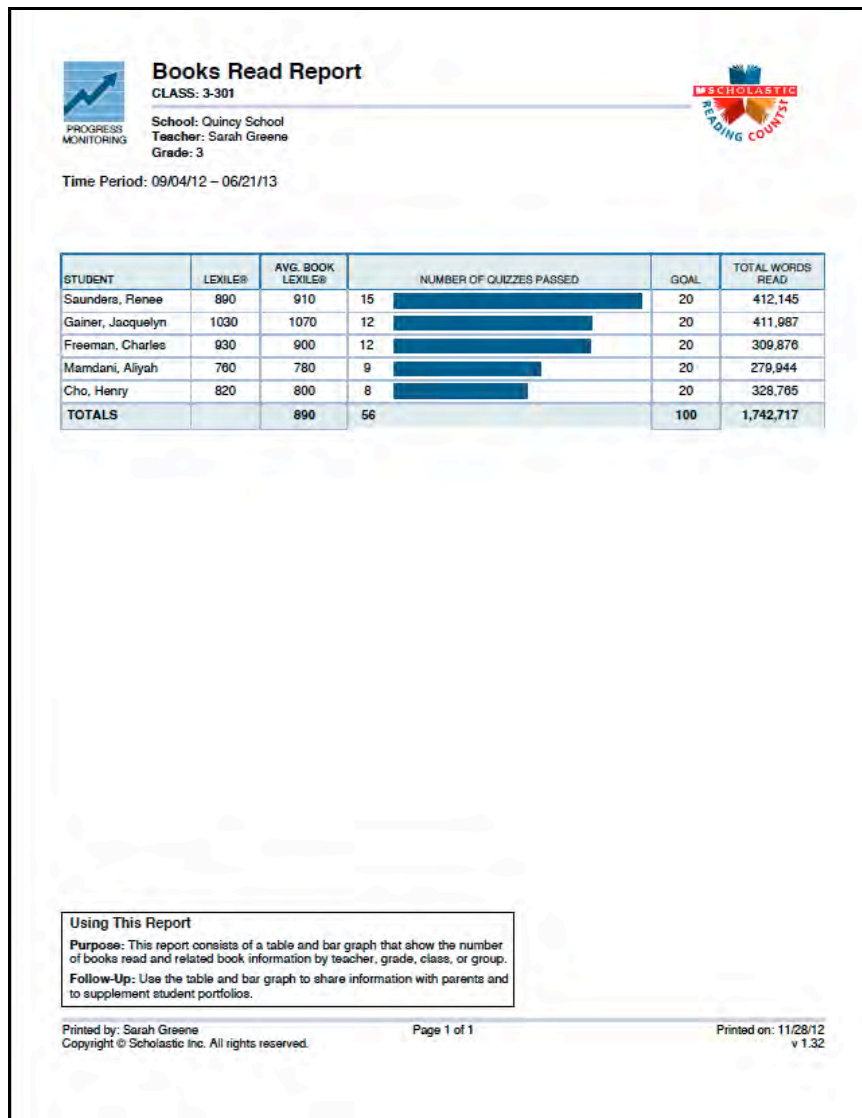 Books Read Report
CLASS: 3-301
PROGRESS
MONITORING
School: Quincy School
Teacher: Sarah Greene
Grade: 3
SCHOLASTIC
READING COUNTS!
Time Period: 09/04/12 – 06/21/13
STUDENT LEXILE® AVG. BOOK LEXILE® NUMBER OF QUIZZES PASSED GOAL TOTAL WORDS READ
Saunders, Renee 890 910 15 20 412,145
Gainer, Jacquelyn 1030 1070 12 20 411,987
Freeman, Charles 930 900 12 20 309,876
Mamdani, Aliyah 760 780 9 20 279,944
Cho, Henry 820 800 8 20 328,765
TOTALS 890 56 100 1,742,717
Using This Report
Purpose: This report consists of a table and bar graph that show the number
of books read and related book information by teacher, grade, class, or group.
Follow-Up: Use the table and bar graph to share information with parents and
to supplement student portfolios.
Printed by: Sarah Greene Page 1 of 1 Printed on: 11/28/12
Copyright © Scholastic Inc. All rights reserved. v 1.32